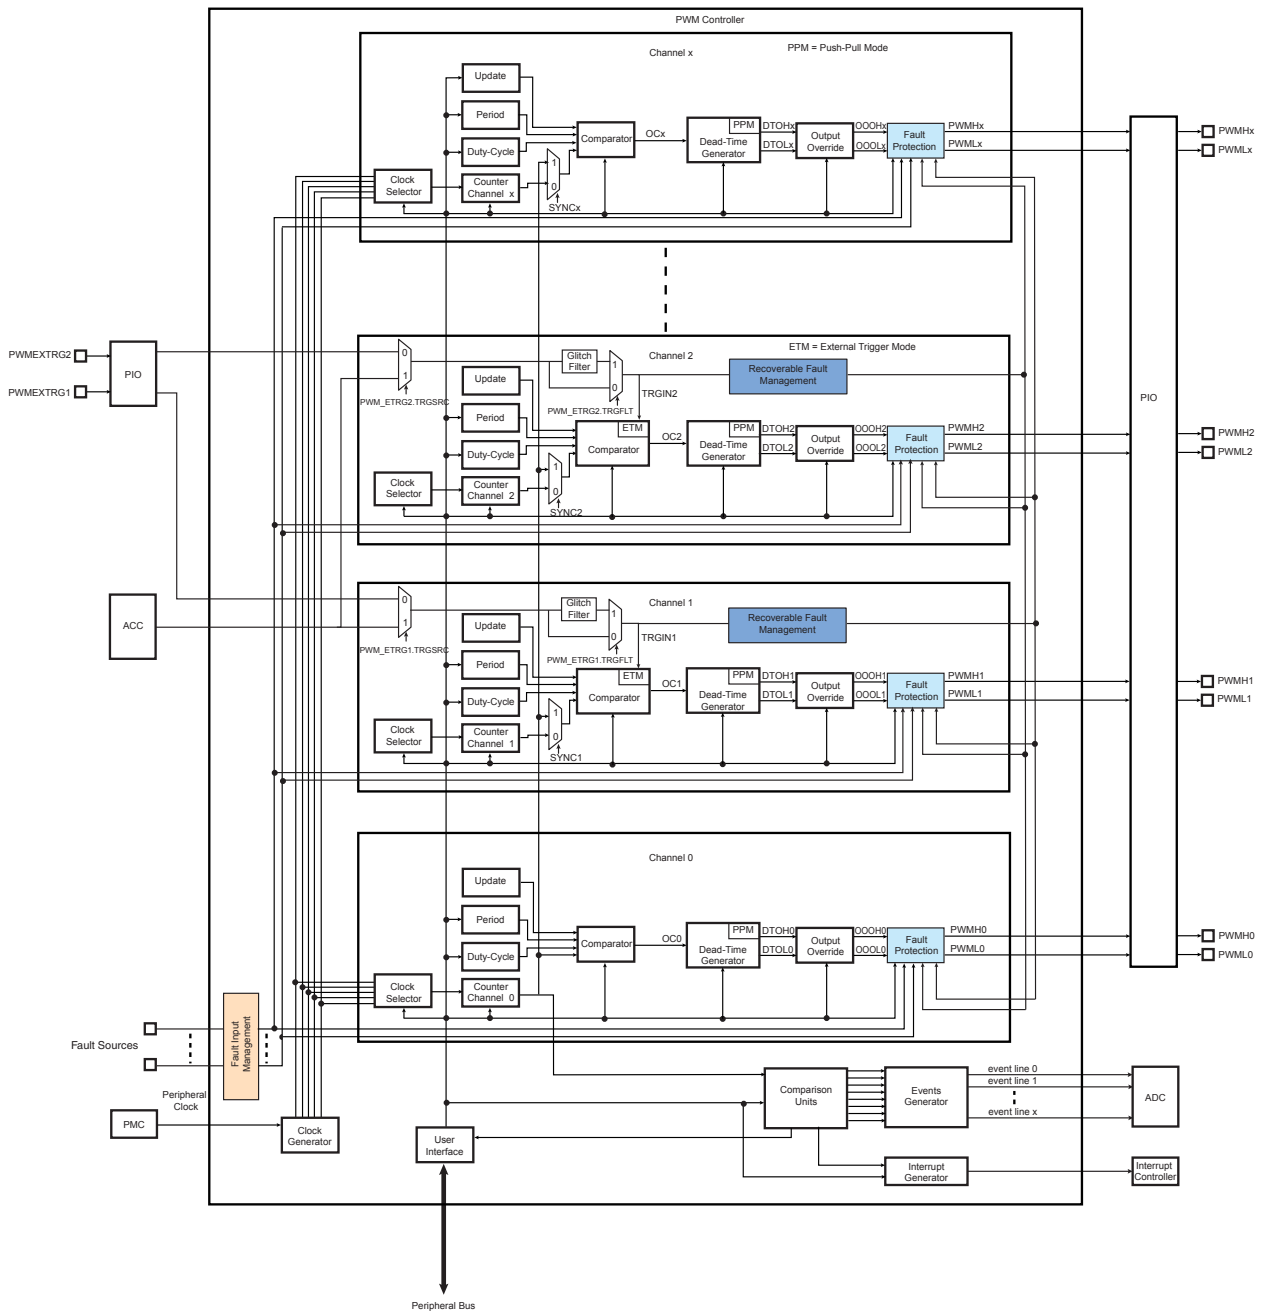 PWM Controller
Channel x
PPM = Push-Pull Mode
Update
Period
Duty-Cycle
Clock
Selector
Counter
Channel x
1
0
SYNCx
Comparator
OCx
PPM
Dead-Time
Generator
DTOHx
DTOLx
Output
Override
OOOHx
OOOLx
Fault
Protection
PWMHx
PWMLx
PIO
PWMHx
PWMLx
PWMEXTRG2
PWMEXTRG1
PIO
0
1
PWM_ETRG2.TRGSRC
Glitch
Filter
1
0
PWM_ETRG2.TRGFLT
Channel 2
ETM = External Trigger Mode
TRGIN2
Recoverable Fault
Management
Update
Period
Duty-Cycle
Clock
Selector
Counter
Channel 2
1
0
SYNC2
ETM
Comparator
OC2
PPM
Dead-Time
Generator
DTOH2
DTOL2
Output
Override
OOOH2
OOOL2
Fault
Protection
PWMH2
PWML2
PWMH2
PWML2
ACC
0
1
PWM_ETRG1.TRGSRC
Glitch
Filter
1
0
PWM_ETRG1.TRGFLT
Channel 1
TRGIN1
Recoverable Fault
Management
Update
Period
Duty-Cycle
Clock
Selector
Counter
Channel 1
1
0
SYNC1
ETM
Comparator
OC1
PPM
Dead-Time
Generator
DTOH1
DTOL1
Output
Override
OOOH1
OOOL1
Fault
Protection
PWMH1
PWML1
PWMH1
PWML1
Channel 0
Update
Period
Duty-Cycle
Clock
Selector
Counter
Channel 0
Comparator
OC0
PPM
Dead-Time
Generator
DTOH0
DTOL0
Output
Override
OOOH0
OOOL0
Fault
Protection
PWMH0
PWML0
PWMH0
PWML0
Fault Sources
Fault Input
Management
Peripheral
Clock
PMC
Clock
Generator
User
Interface
Comparison
Units
Events
Generator
event line 0
event line 1
event line x
ADC
Interrupt
Generator
Interrupt
Controller
Peripheral Bus